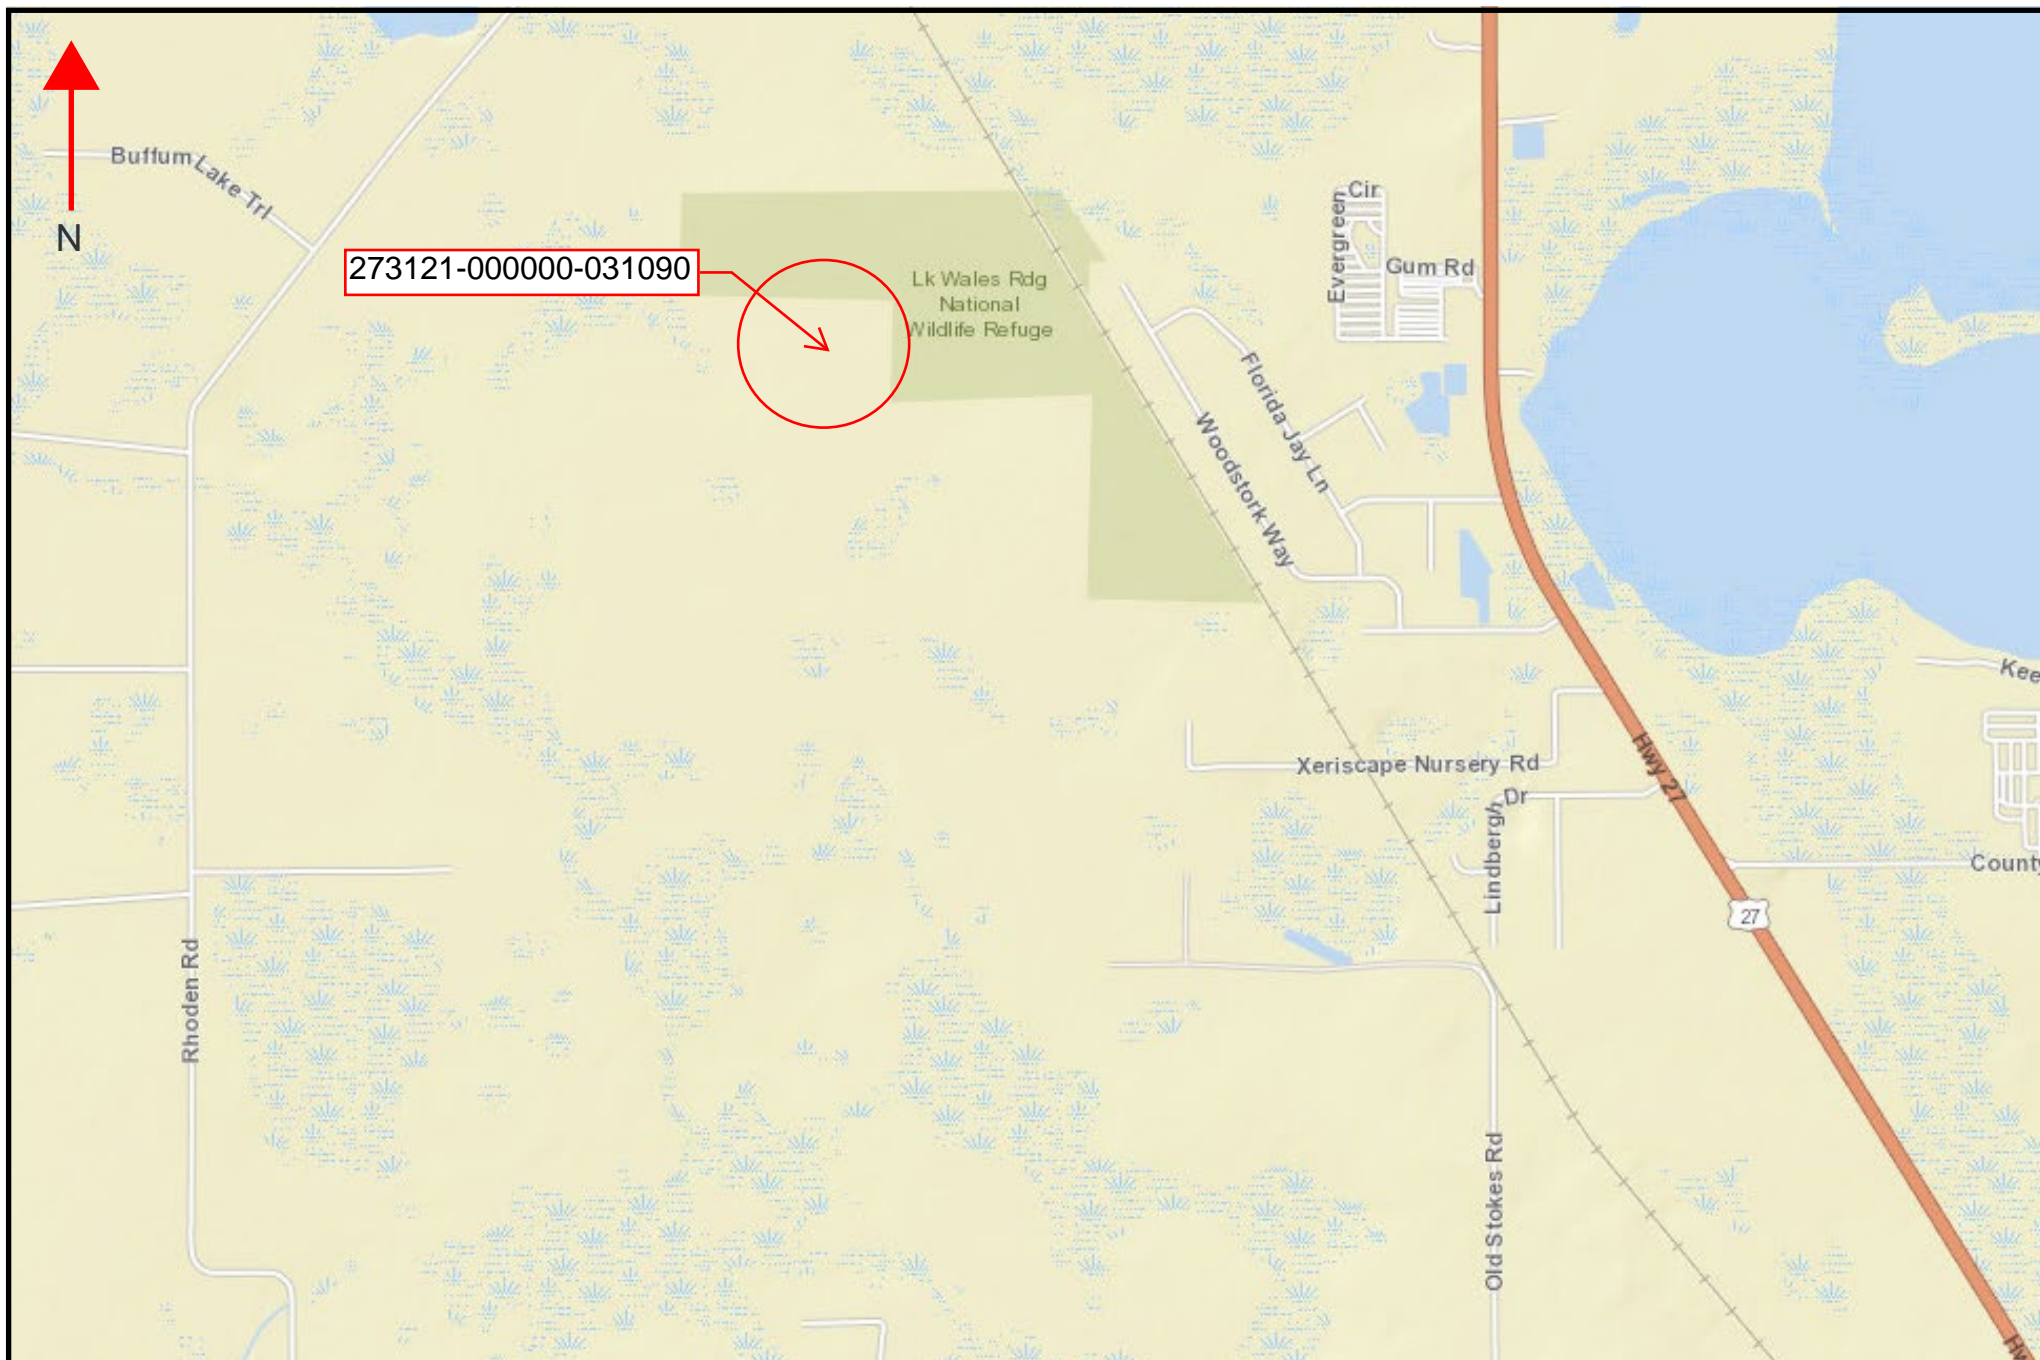 Buffum Lake Trl
N
273121-000000-031090
Lk Wales Rdg
National
Wildlife Refuge
Evergreen Cir
Gum Rd
Florida Jay Ln
Woodstork Way
Kee
Xeriscape Nursery Rd
Hwy 27
Lindbergh Dr
County
27
Rhoden Rd
Old Stokes Rd
Hw